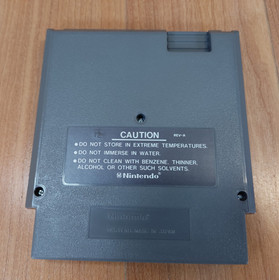 CAUTION
REV-A
●DO NOT STORE IN EXTREME TEMPERATURES.
●DO NOT IMMERSE IN WATER.
●DO NOT CLEAN WITH BENZENE, THINNER,
ALCOHOL OR OTHER SUCH SOLVENTS.
Nintendo
Nintendo